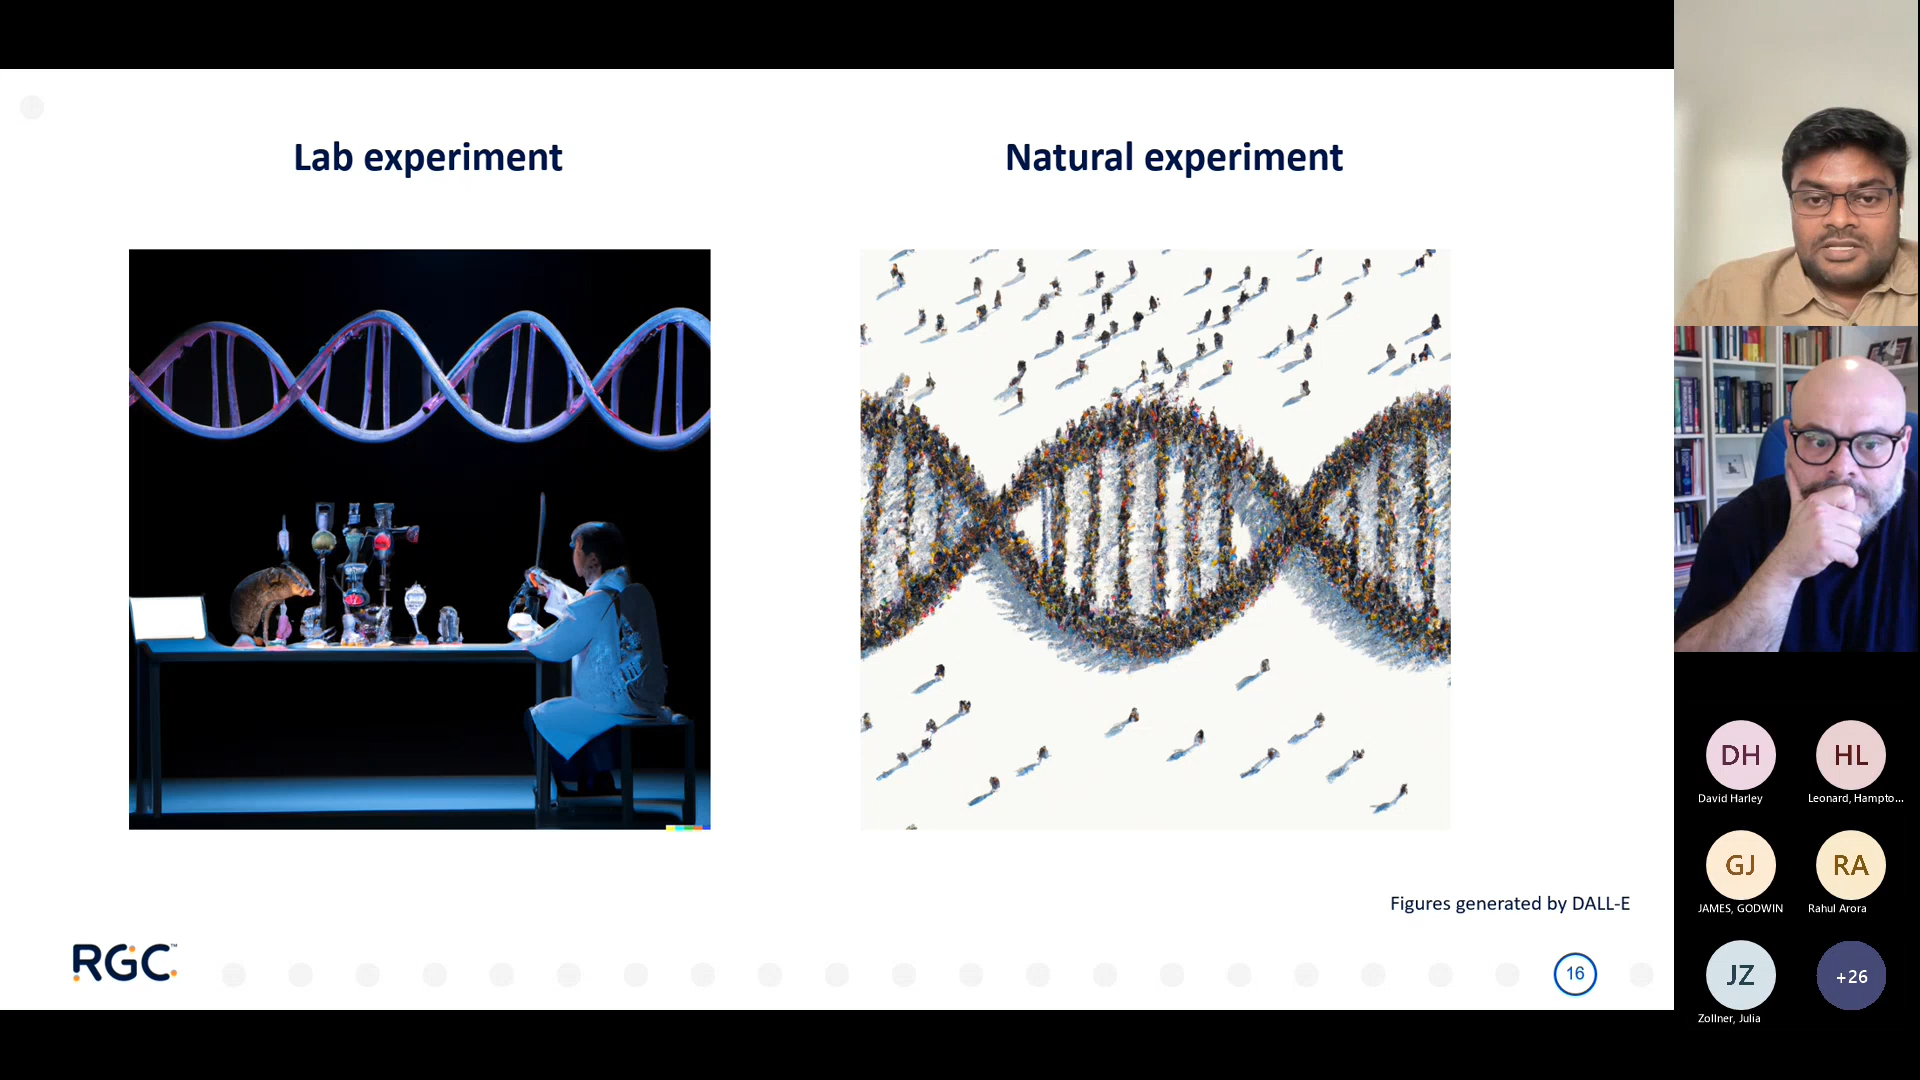 Lab experiment
Natural experiment
Figures generated by DALL-E
RGC™
16
DH
David Harley
HL
Leonard, Hampto...
GJ
JAMES, GODWIN
RA
Rahul Arora
JZ
Zollner, Julia
+26